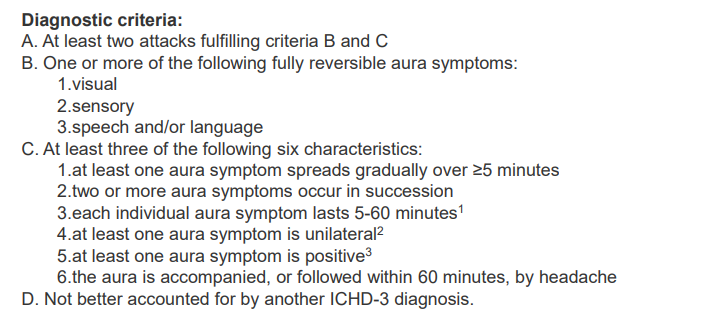 Diagnostic criteria:
A. At least two attacks fulfilling criteria B and C
B. One or more of the following fully reversible aura symptoms:
1.visual
2.sensory
3.speech and/or language
C. At least three of the following six characteristics:
1.at least one aura symptom spreads gradually over ≥5 minutes
2.two or more aura symptoms occur in succession
3.each individual aura symptom lasts 5-60 minutes¹
4.at least one aura symptom is unilateral²
5.at least one aura symptom is positive³
6.the aura is accompanied, or followed within 60 minutes, by headache
D. Not better accounted for by another ICHD-3 diagnosis.